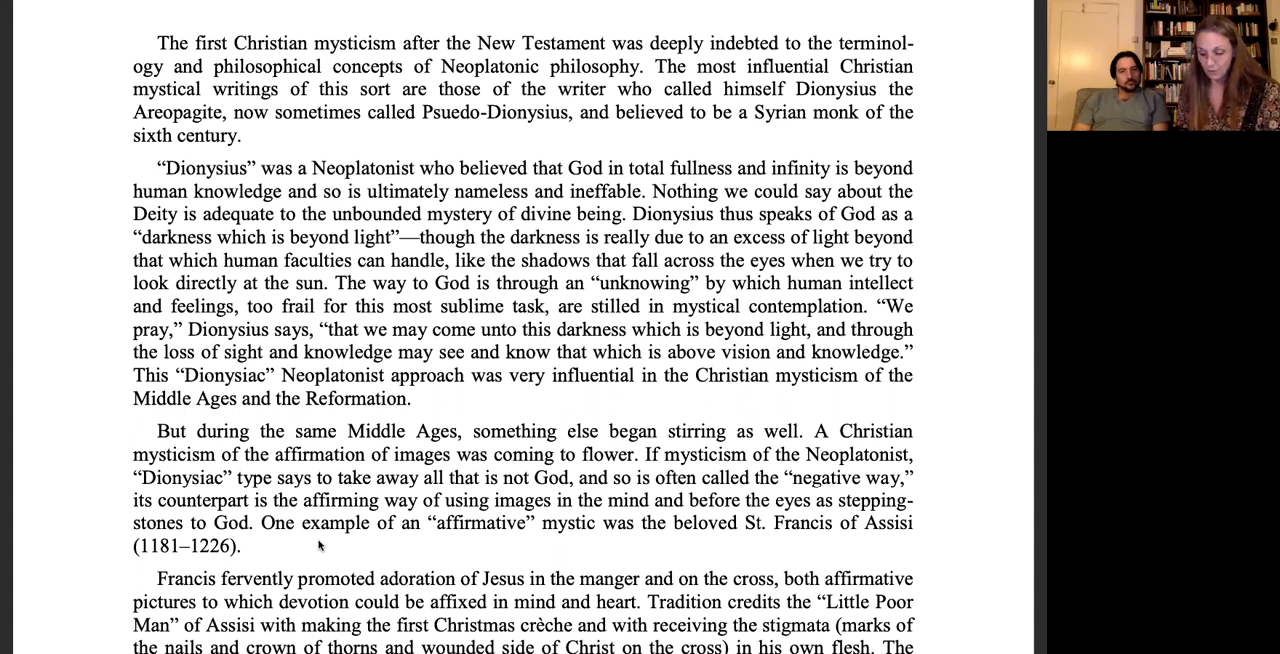 The first Christian mysticism after the New Testament was deeply indebted to the terminol-
ogy and philosophical concepts of Neoplatonic philosophy. The most influential Christian
mystical writings of this sort are those of the writer who called himself Dionysius the
Areopagite, now sometimes called Psuedo-Dionysius, and believed to be a Syrian monk of the
sixth century.
“Dionysius” was a Neoplatonist who believed that God in total fullness and infinity is beyond
human knowledge and so is ultimately nameless and ineffable. Nothing we could say about the
Deity is adequate to the unbounded mystery of divine being. Dionysius thus speaks of God as a
“darkness which is beyond light”—though the darkness is really due to an excess of light beyond
that which human faculties can handle, like the shadows that fall across the eyes when we try to
look directly at the sun. The way to God is through an “unknowing” by which human intellect
and feelings, too frail for this most sublime task, are stilled in mystical contemplation. “We
pray,” Dionysius says, “that we may come unto this darkness which is beyond light, and through
the loss of sight and knowledge may see and know that which is above vision and knowledge.”
This “Dionysiac” Neoplatonist approach was very influential in the Christian mysticism of the
Middle Ages and the Reformation.
But during the same Middle Ages, something else began stirring as well. A Christian
mysticism of the affirmation of images was coming to flower. If mysticism of the Neoplatonist,
“Dionysiac” type says to take away all that is not God, and so is often called the “negative way,”
its counterpart is the affirming way of using images in the mind and before the eyes as stepping-
stones to God. One example of an “affirmative” mystic was the beloved St. Francis of Assisi
(1181–1226).
Francis fervently promoted adoration of Jesus in the manger and on the cross, both affirmative
pictures to which devotion could be affixed in mind and heart. Tradition credits the “Little Poor
Man” of Assisi with making the first Christmas crèche and with receiving the stigmata (marks of
the nails and crown of thorns and wounded side of Christ on the cross) in his own flesh. The